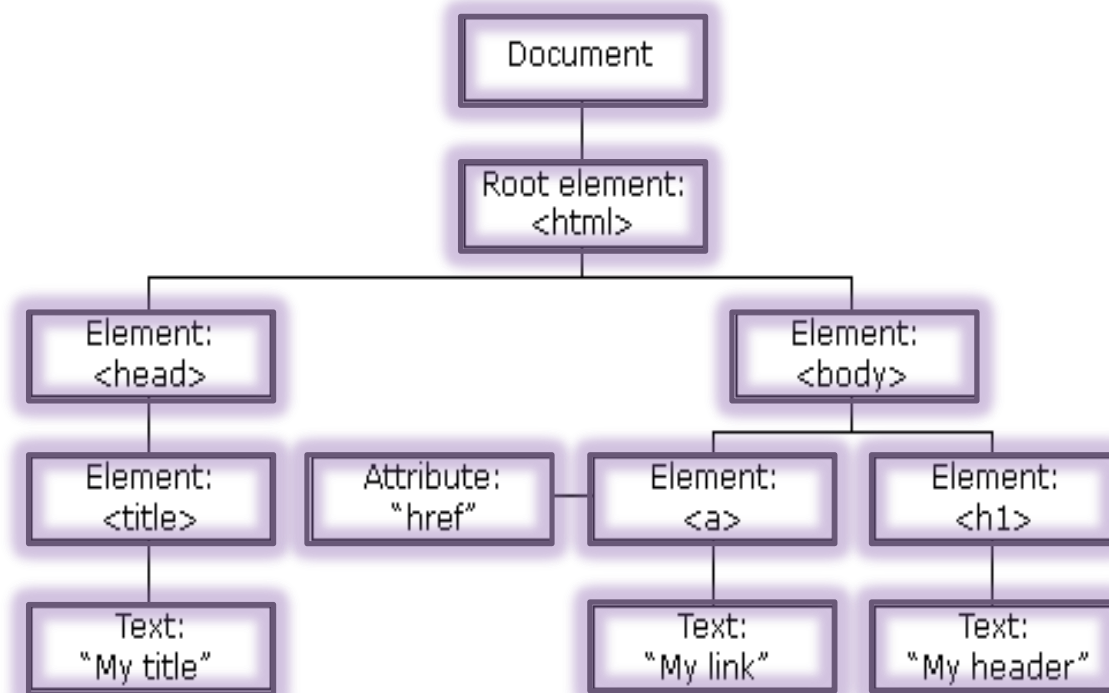 Document
Root element:
<html>
Element:
<head>
Element:
<body>
Element:
<title>
Attribute:
“href”
Element:
<a>
Element:
<h1>
Text:
“My title”
Text:
“My link”
Text:
“My header”